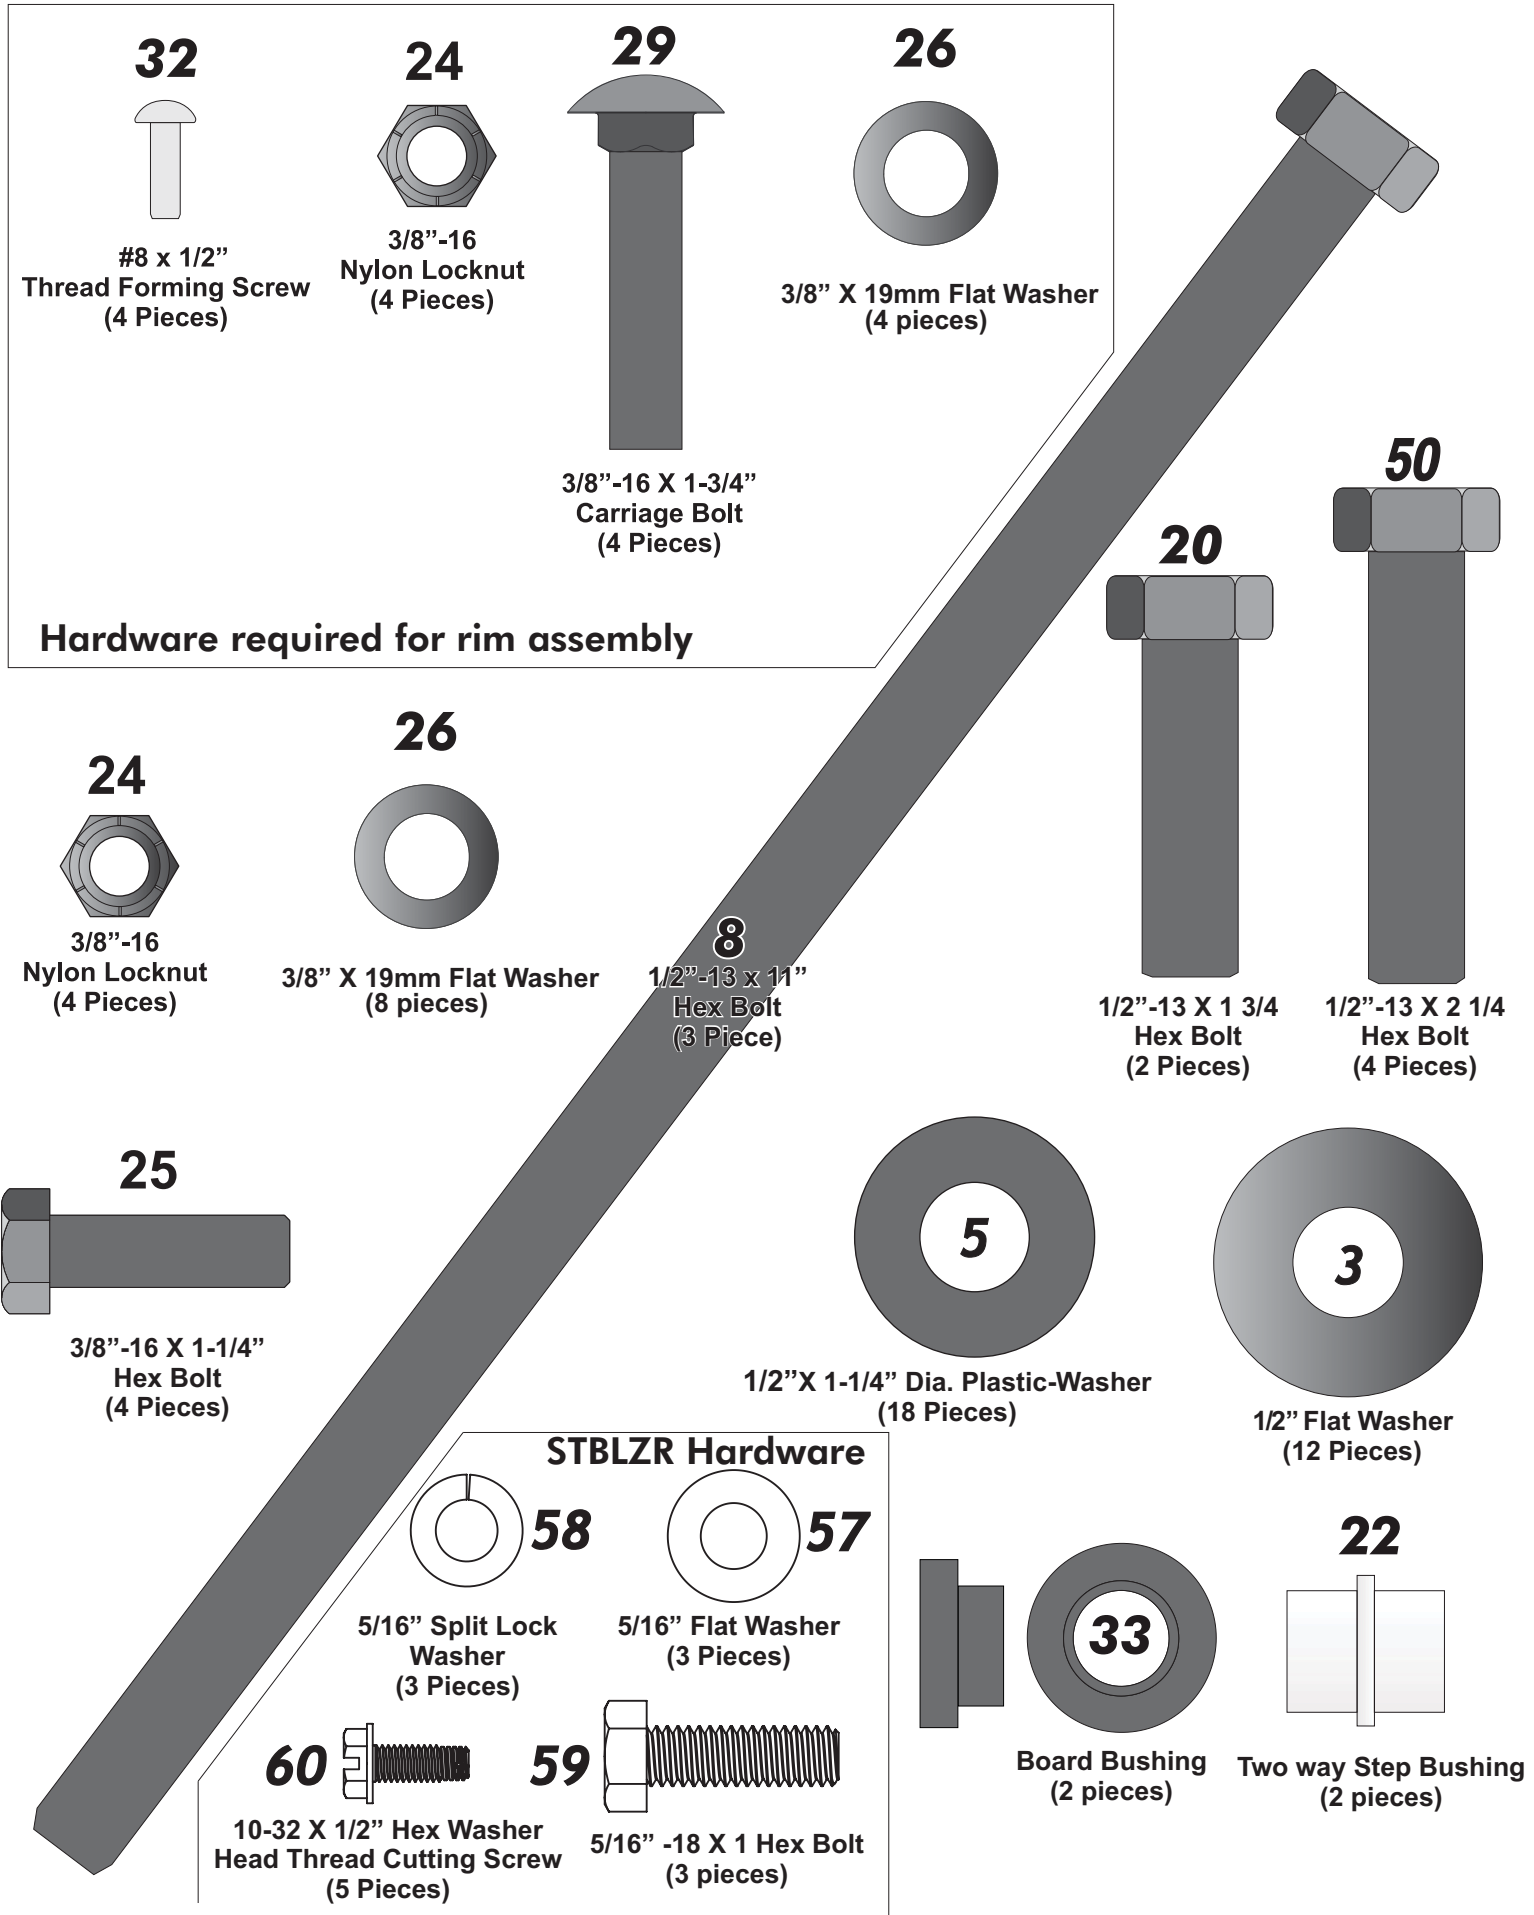 32
#8 x 1/2”
Thread Forming Screw
(4 Pieces)
24
3/8”-16
Nylon Locknut
(4 Pieces)
29
3/8”-16 X 1-3/4”
Carriage Bolt
(4 Pieces)
26
3/8” X 19mm Flat Washer
(4 pieces)
Hardware required for rim assembly
24
3/8”-16
Nylon Locknut
(4 Pieces)
26
3/8” X 19mm Flat Washer
(8 pieces)
8
1/2”-13 x 11”
Hex Bolt
(3 Piece)
20
1/2”-13 X 1 3/4
Hex Bolt
(2 Pieces)
50
1/2”-13 X 2 1/4
Hex Bolt
(4 Pieces)
25
3/8”-16 X 1-1/4”
Hex Bolt
(4 Pieces)
5
1/2”X 1-1/4” Dia. Plastic-Washer
(18 Pieces)
3
1/2” Flat Washer
(12 Pieces)
STBLZR Hardware
58
5/16” Split Lock
Washer
(3 Pieces)
57
5/16” Flat Washer
(3 Pieces)
60
10-32 X 1/2” Hex Washer
Head Thread Cutting Screw
(5 Pieces)
59
5/16” -18 X 1 Hex Bolt
(3 pieces)
33
Board Bushing
(2 pieces)
22
Two way Step Bushing
(2 pieces)